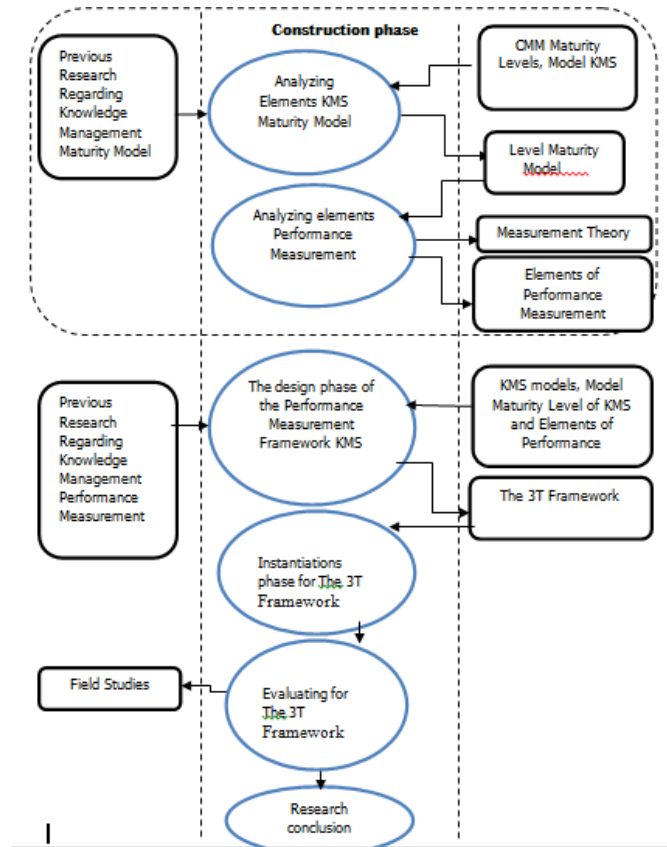 Construction phase
Previous
Research
Regarding
Knowledge
Management
Maturity Model
Analyzing
Elements KMS
Maturity Model
CMM Maturity
Levels, Model KMS
Level Maturity
Model
Analyzing elements
Performance
Measurement
Measurement Theory
Elements of
Performance
Measurement
Previous
Research
Regarding
Knowledge
Management
Performance
Measurement
The design phase of
the Performance
Measurement
Framework KMS
KMS models, Model
Maturity Level of KMS
and Elements of
Performance
The 3T Framework
Instantiations
phase for The 3T
Framework
Field Studies
Evaluating for
The 3T
Framework
Research
conclusion